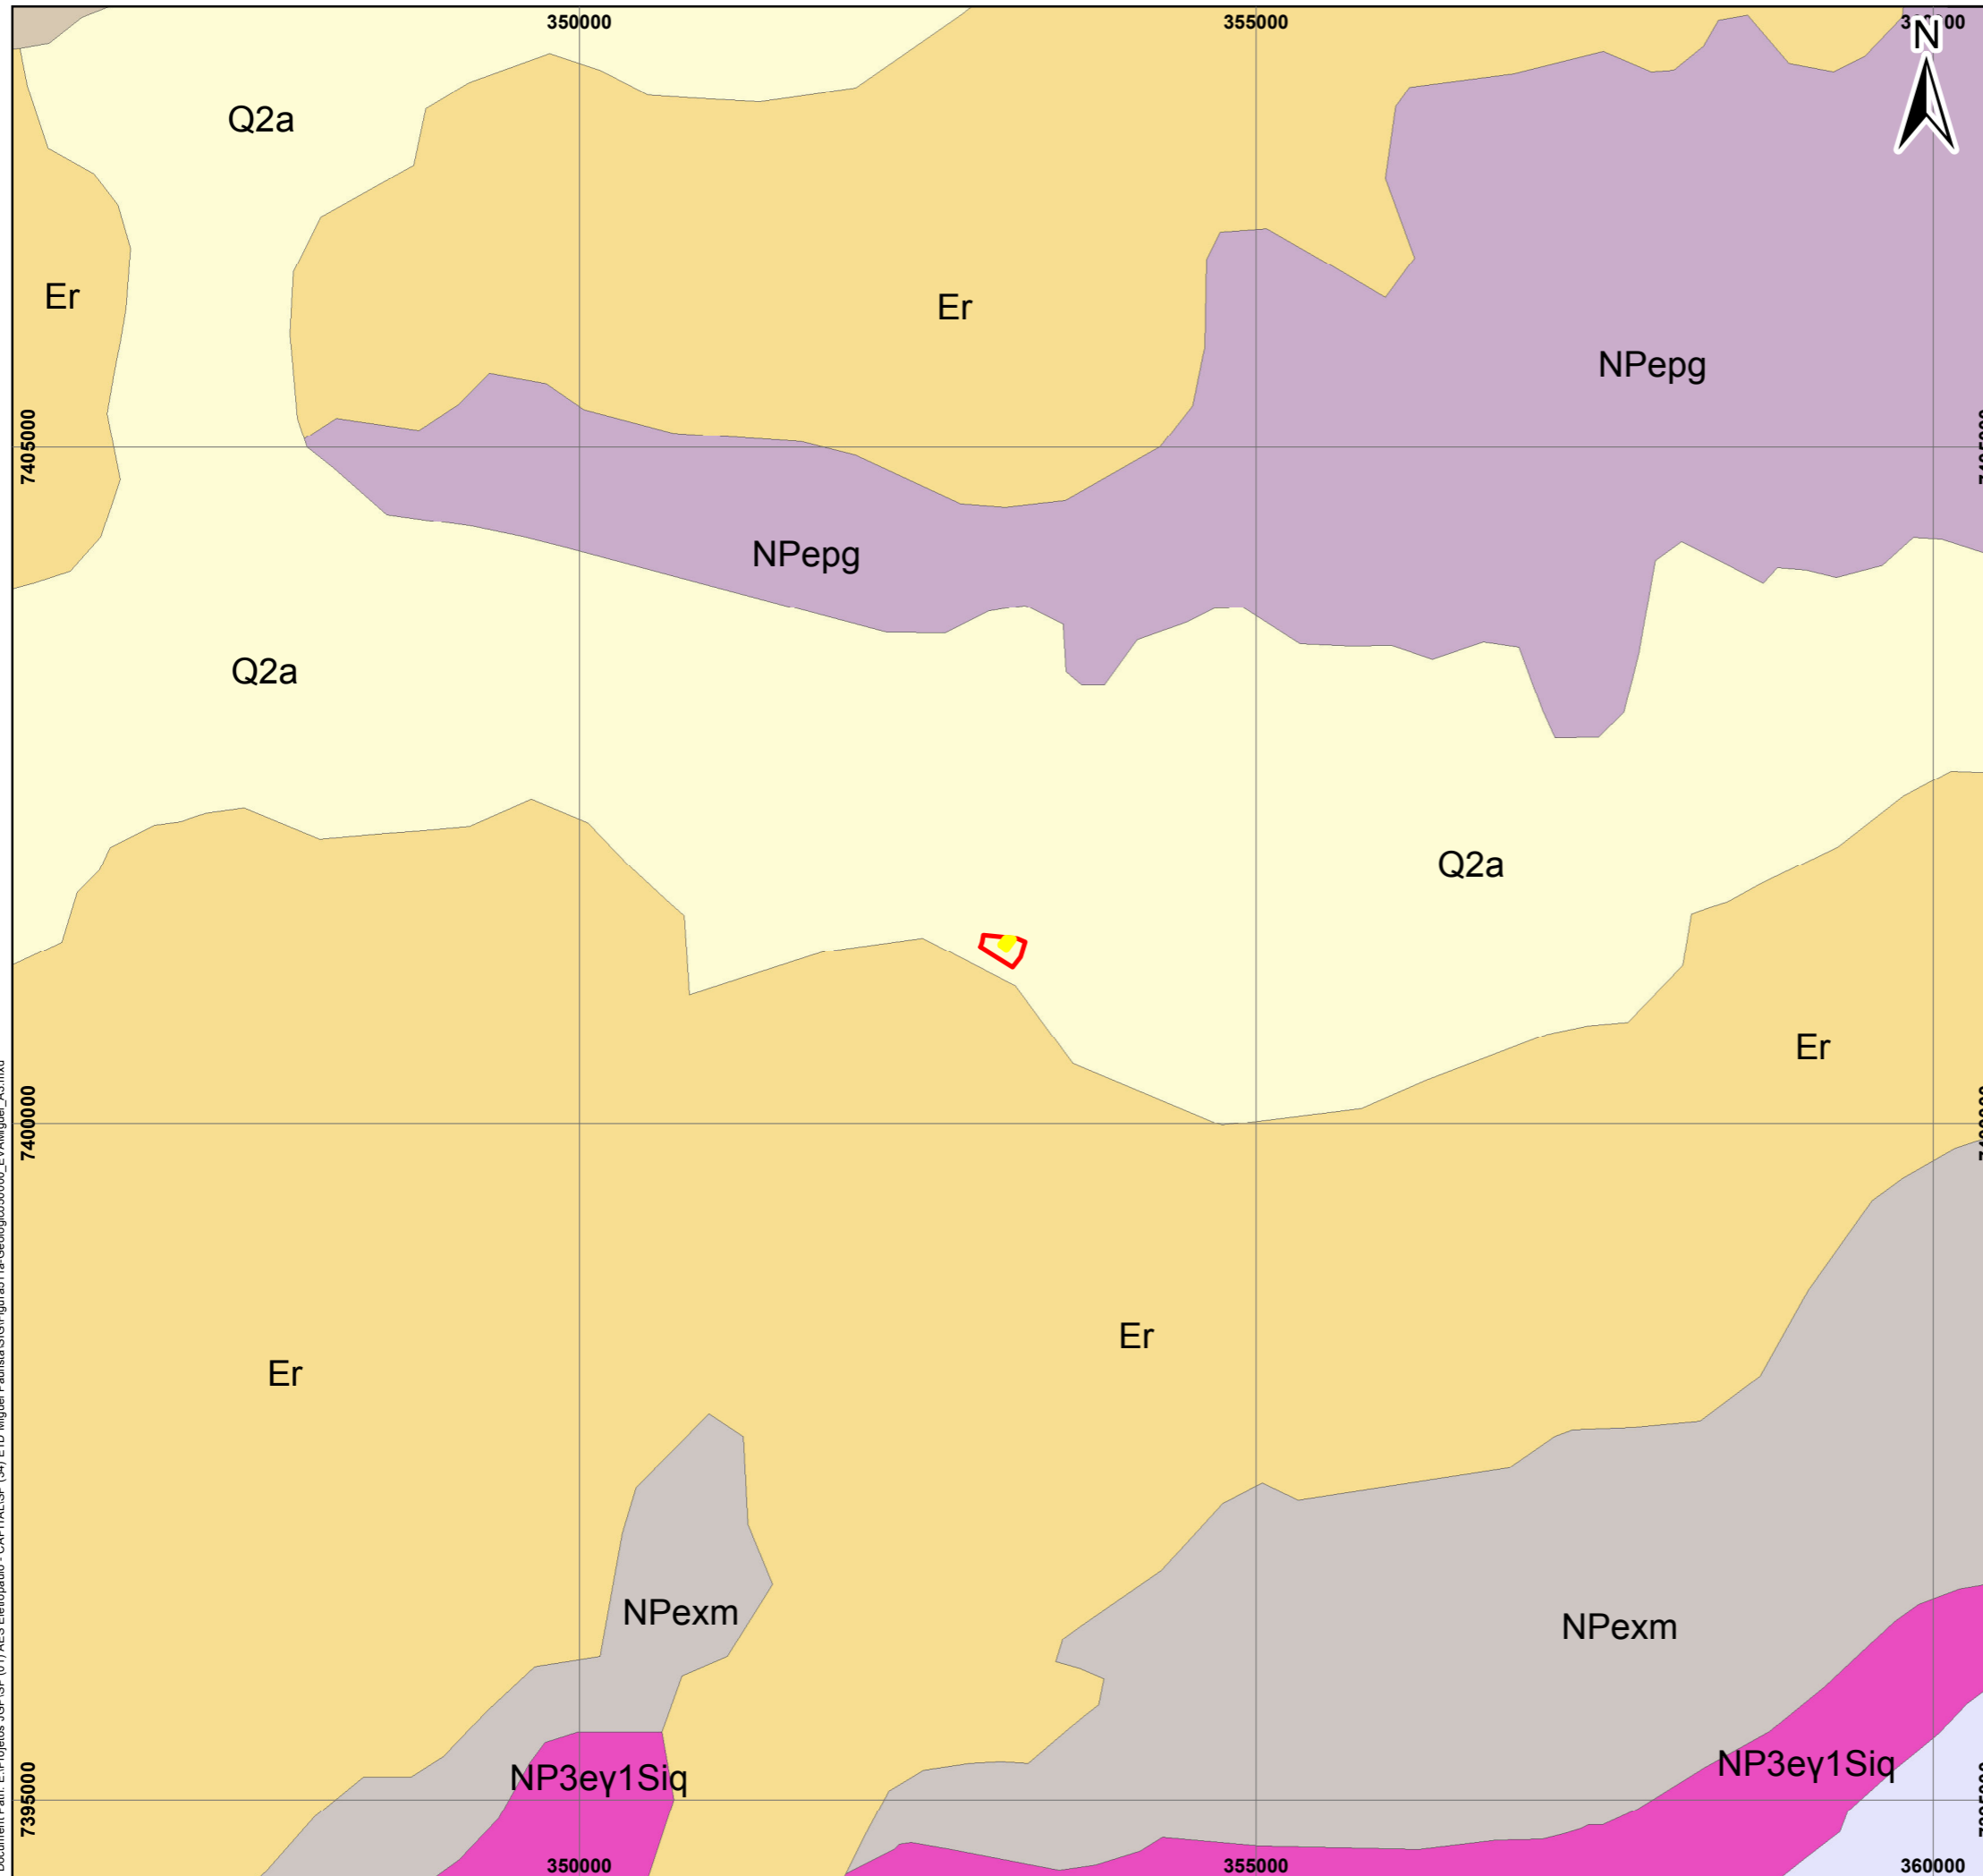 350000
355000
N
Q2a
Er
Er
NPepg
7405000
NPepg
Q2a
Q2a
Er
7400000
Er
Er
NPexm
NPexm
NP3eγ1Siq
NP3eγ1Siq
7395000
350000
355000
360000